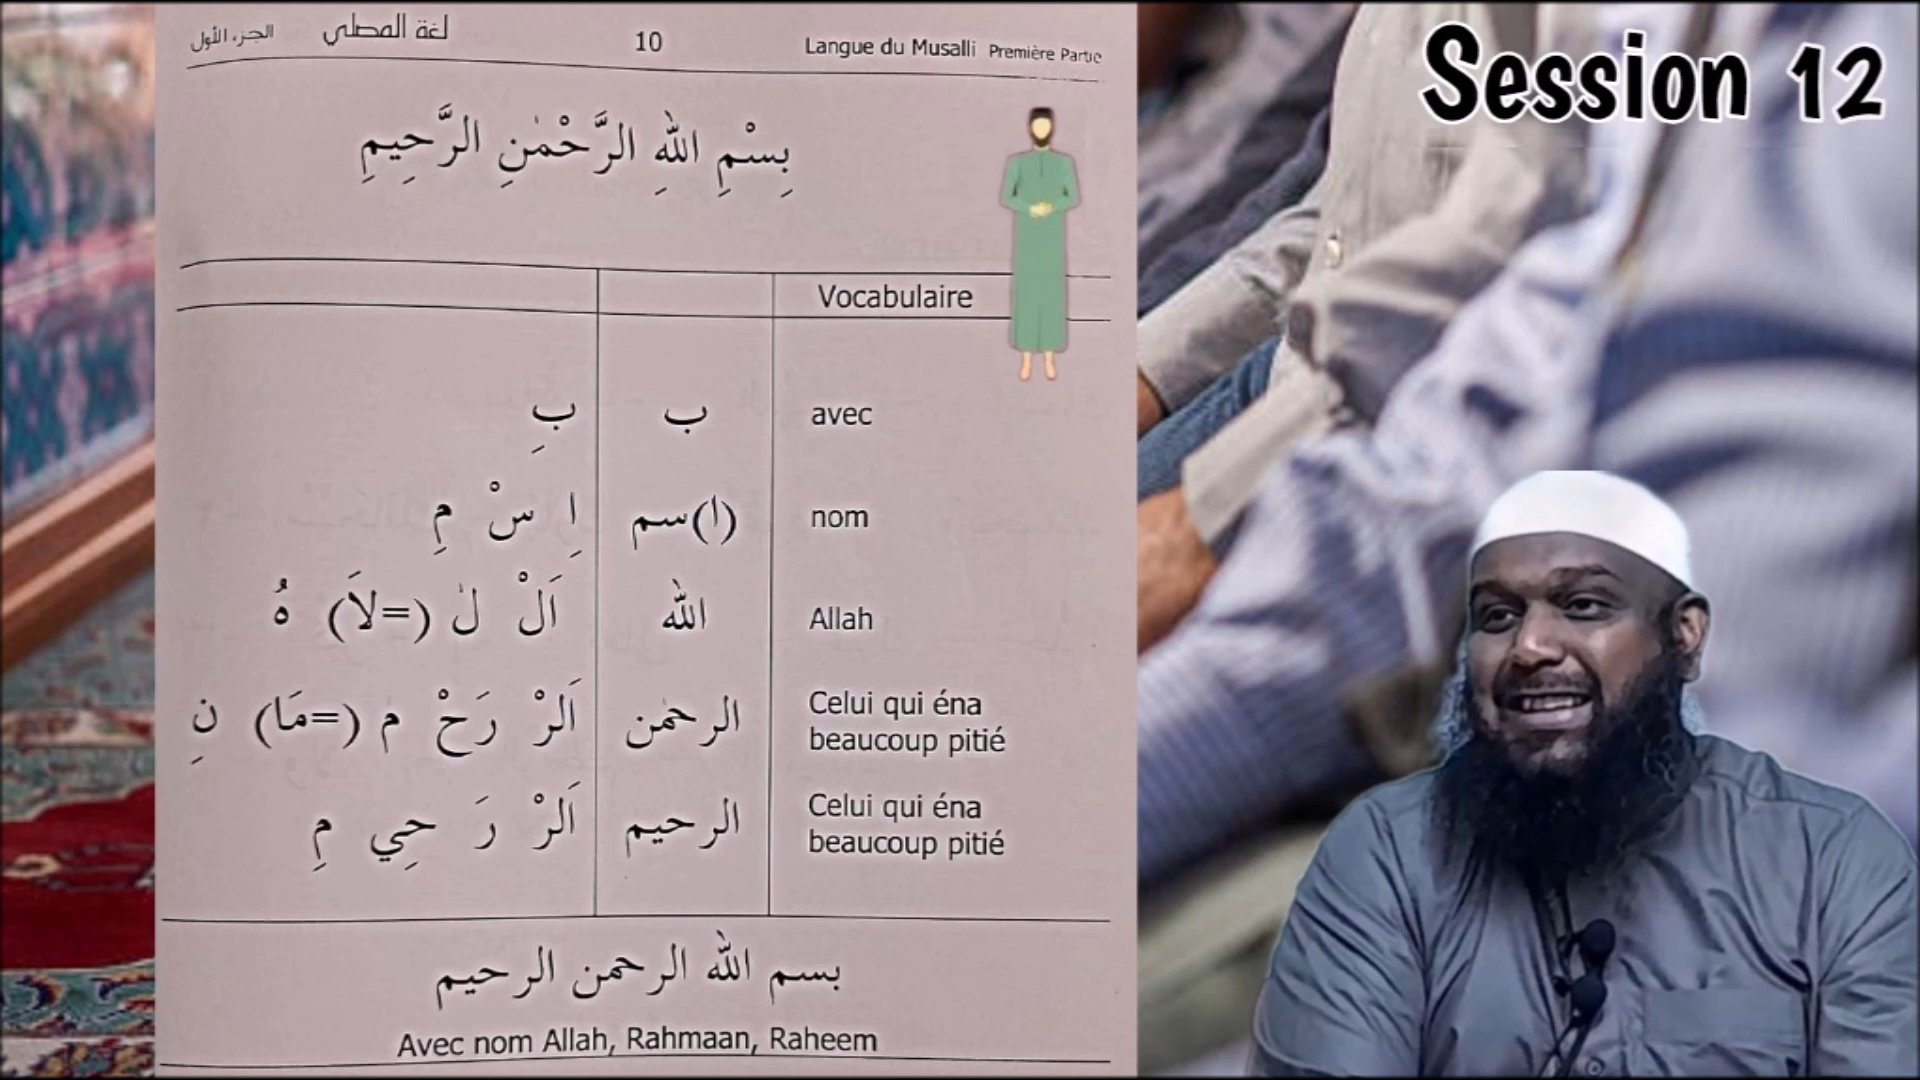 الجزء الأول لغة المصلي 10 Langue du Musalli Première Partie
Session 12
بِسْمِ اللهِ الرَّحْمٰنِ الرَّحِيمِ
Vocabulaire
بِ ب avec
اِ سْ مِ (ا)سم nom
اَلْ لٰ (=لاَ) هُ الله Allah
اَلرْ رَحْ م (=مَا) نِ الرحمٰن Celui qui éna
beaucoup pitié
اَلرْ رَ حِي مِ الرحيم Celui qui éna
beaucoup pitié
بسم الله الرحمن الرحيم
Avec nom Allah, Rahmaan, Raheem